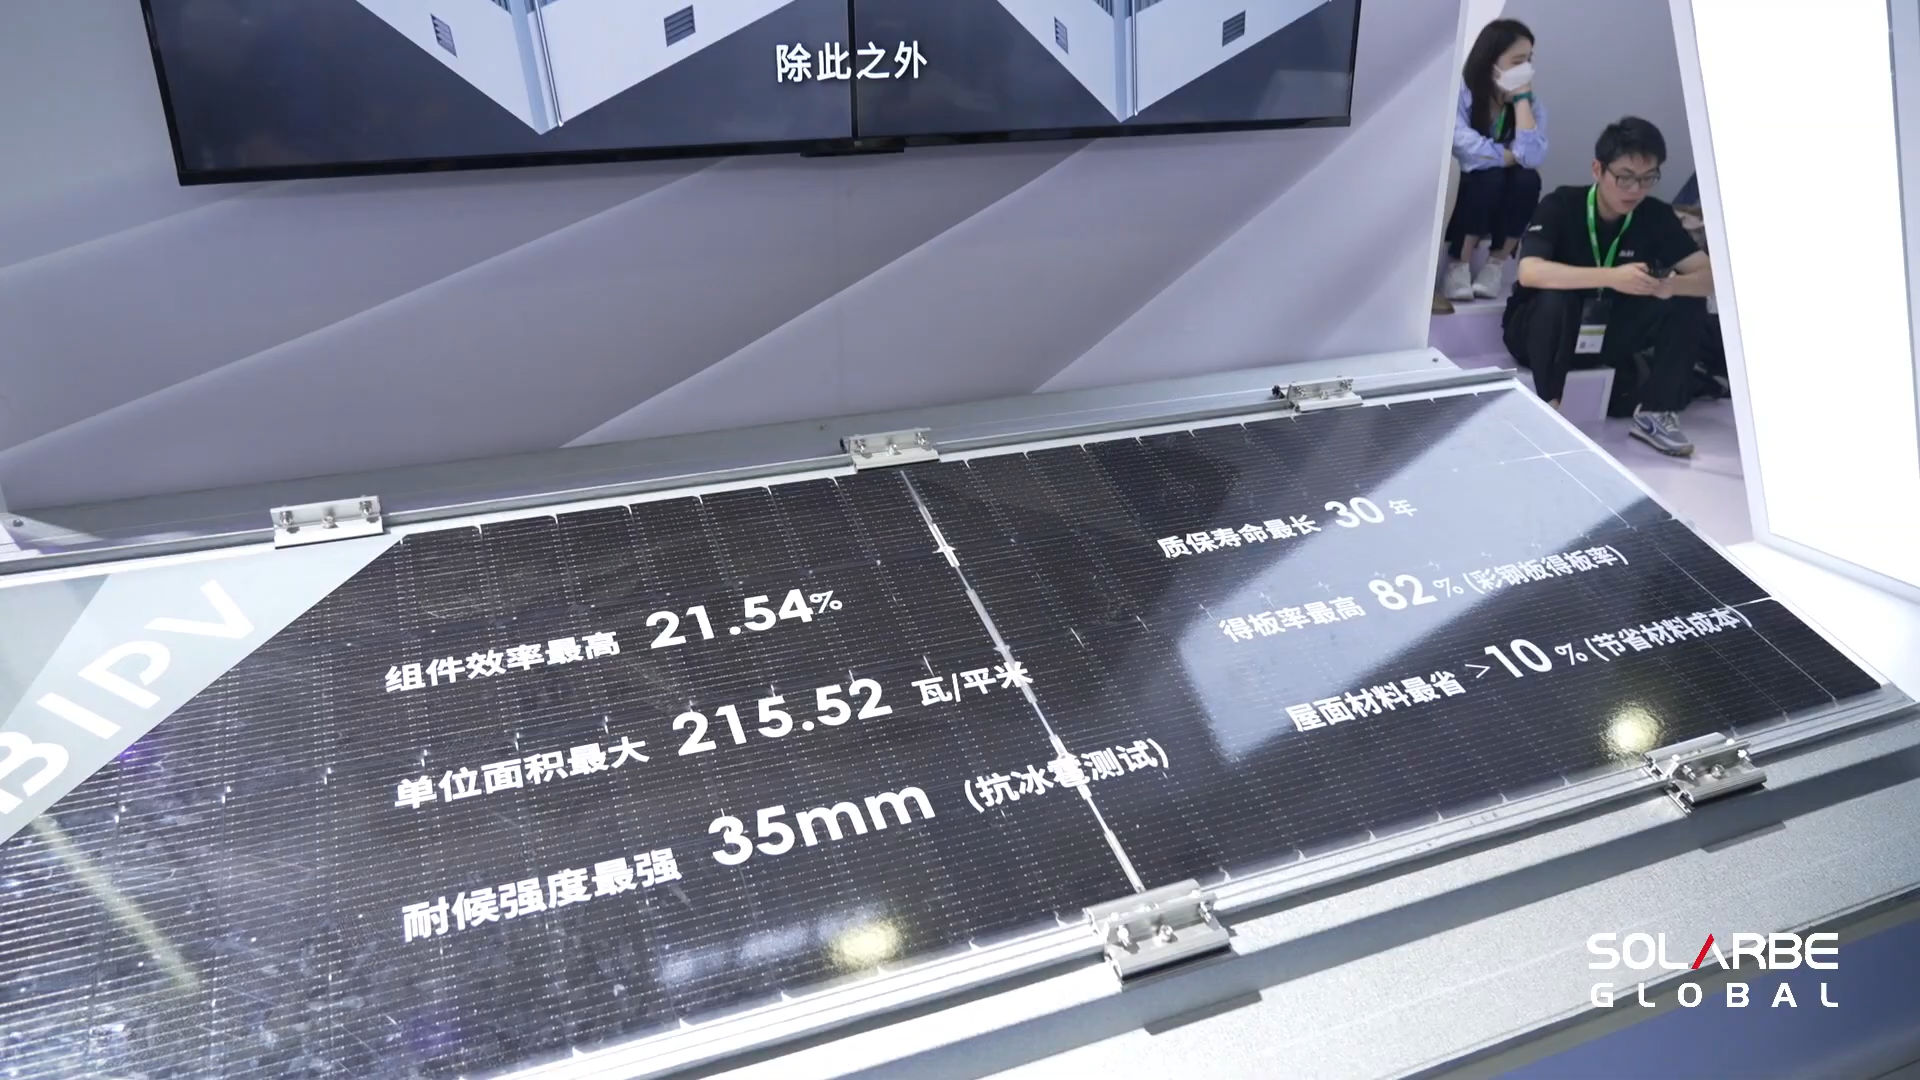 除此之外
BIPV
组件效率最高 21.54%
单位面积最大 215.52 瓦/平米
耐候强度最强 35mm (抗冰雹测试)
质保寿命最长 30 年
得板率最高 82% (彩钢板得板率)
屋面材料最省 >10% (节省材料成本)
SOLARBE
GLOBAL